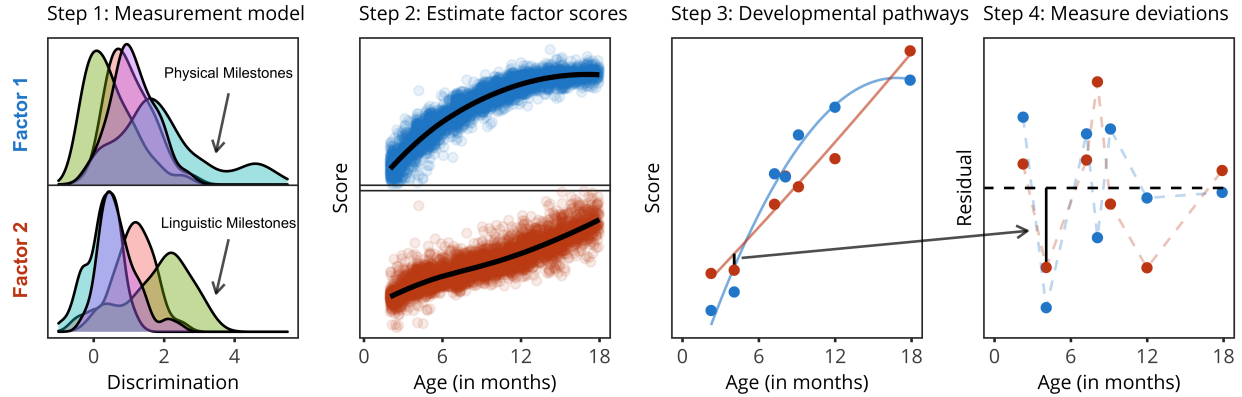 Step 1: Measurement model
Step 2: Estimate factor scores
Step 3: Developmental pathways
Step 4: Measure deviations
Factor 1
Physical Milestones
Factor 2
Linguistic Milestones
0 2 4
Discrimination
Score
0 6 12 18
Age (in months)
Score
0 6 12 18
Age (in months)
Residual
0 6 12 18
Age (in months)